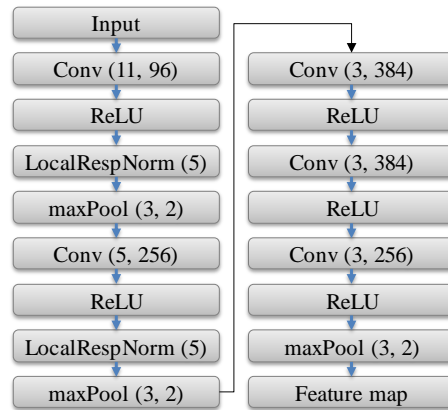 Input
Conv (11, 96)
ReLU
LocalRespNorm (5)
maxPool (3, 2)
Conv (5, 256)
ReLU
LocalRespNorm (5)
maxPool (3, 2)
Conv (3, 384)
ReLU
Conv (3, 384)
ReLU
Conv (3, 256)
ReLU
maxPool (3, 2)
Feature map